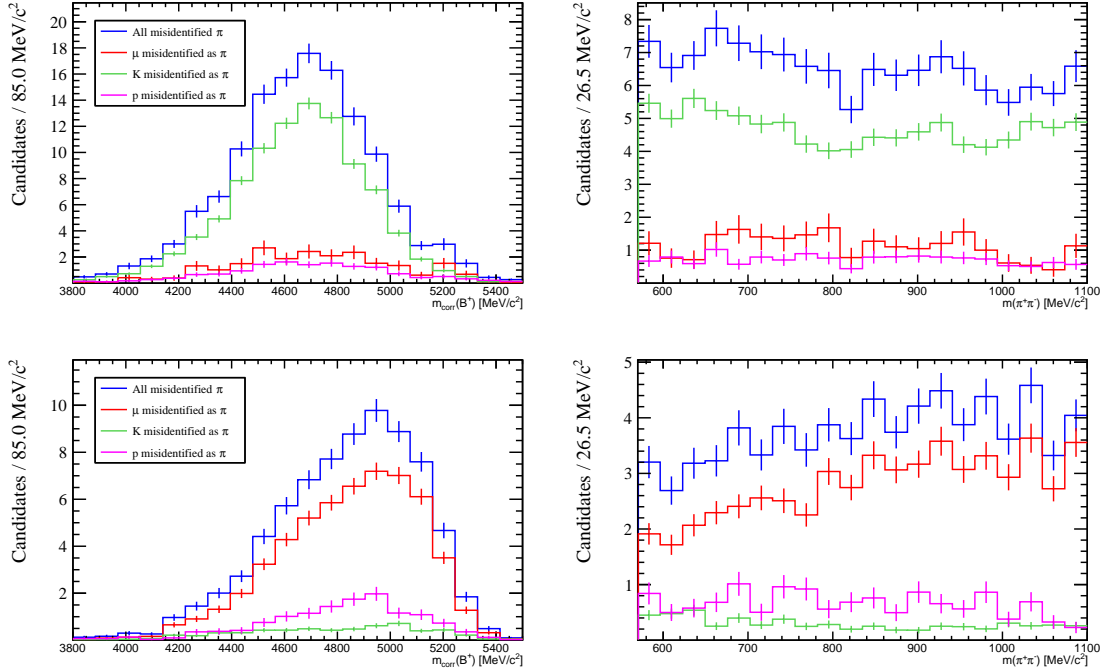 Candidates / 85.0 MeV/c²
20
18
16
14
12
10
8
6
4
2
All misidentified π
μ misidentified as π
K misidentified as π
p misidentified as π
3800 4000 4200 4400 4600 4800 5000 5200 5400
m_corr(B⁺) [MeV/c²]
Candidates / 26.5 MeV/c²
8
7
6
5
4
3
2
1
600 700 800 900 1000 1100
m(π⁺π⁻) [MeV/c²]
Candidates / 85.0 MeV/c²
10
8
6
4
2
All misidentified π
μ misidentified as π
K misidentified as π
p misidentified as π
3800 4000 4200 4400 4600 4800 5000 5200 5400
m_corr(B⁺) [MeV/c²]
Candidates / 26.5 MeV/c²
5
4
3
2
1
600 700 800 900 1000 1100
m(π⁺π⁻) [MeV/c²]